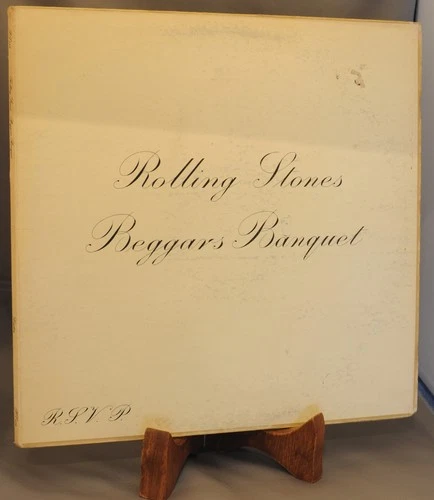 Rolling Stones
Beggars Banquet
R.S.V.P.